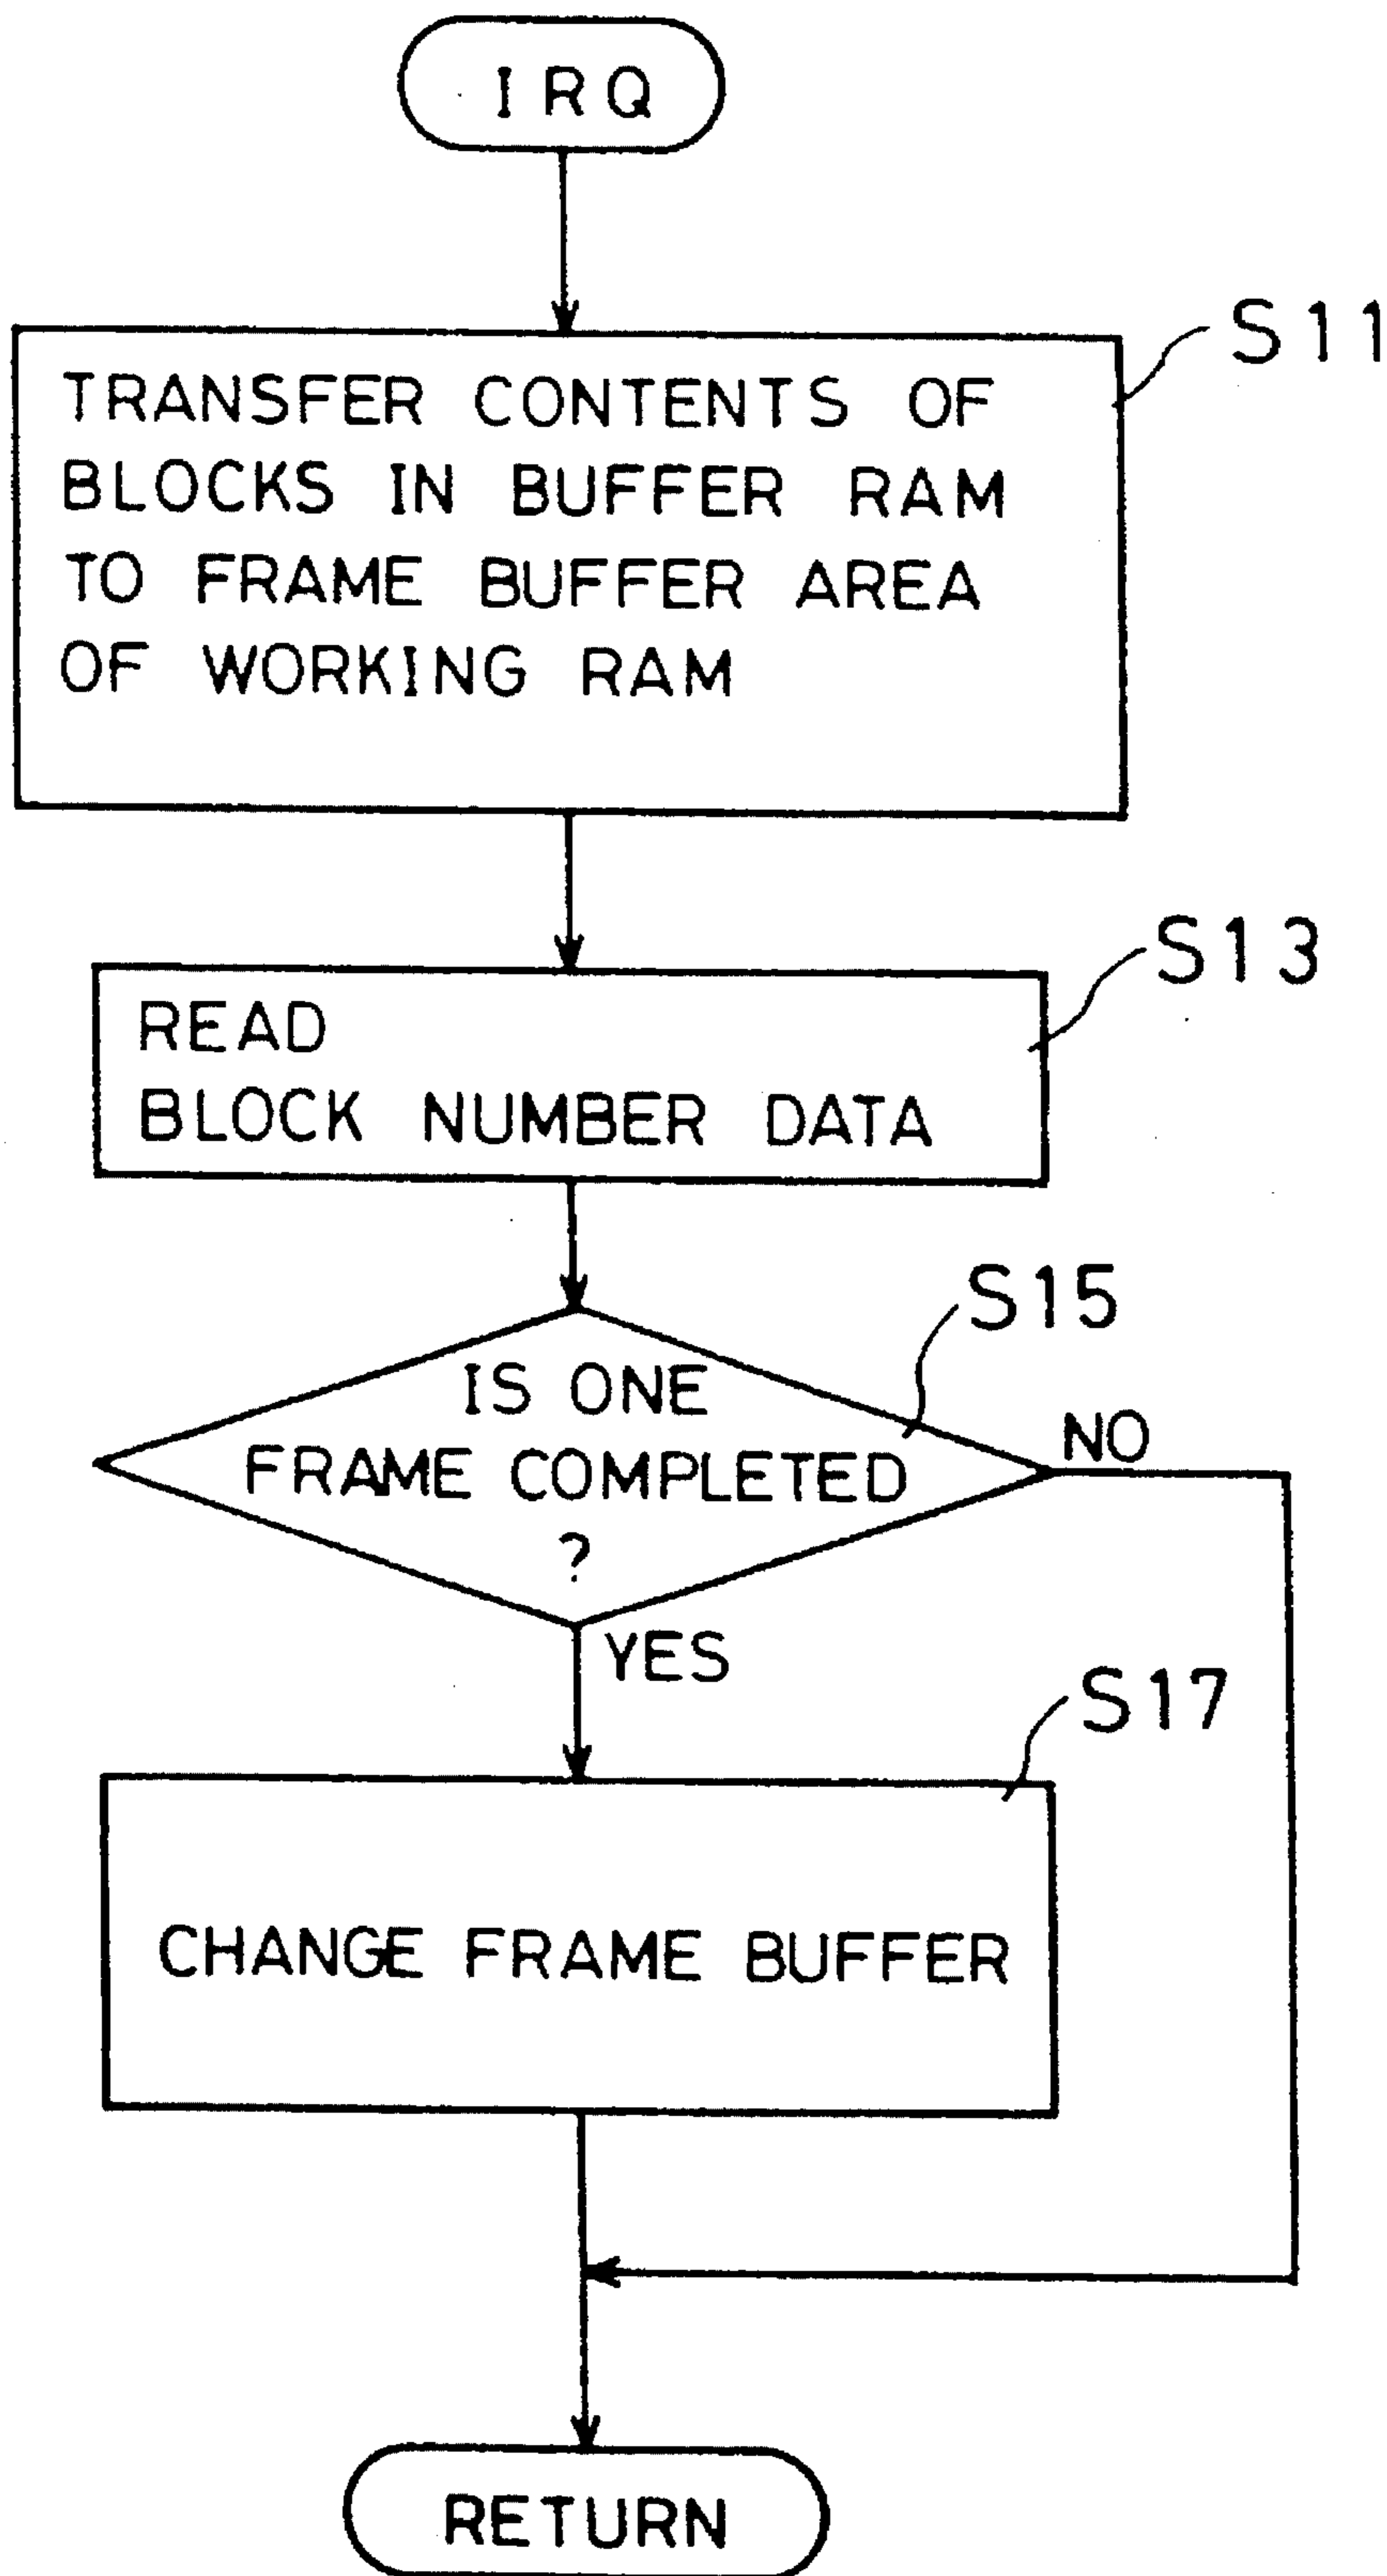 IRQ
S11
TRANSFER CONTENTS OF
BLOCKS IN BUFFER RAM
TO FRAME BUFFER AREA
OF WORKING RAM
S13
READ
BLOCK NUMBER DATA
S15
IS ONE
FRAME COMPLETED
?
NO
YES
S17
CHANGE FRAME BUFFER
RETURN